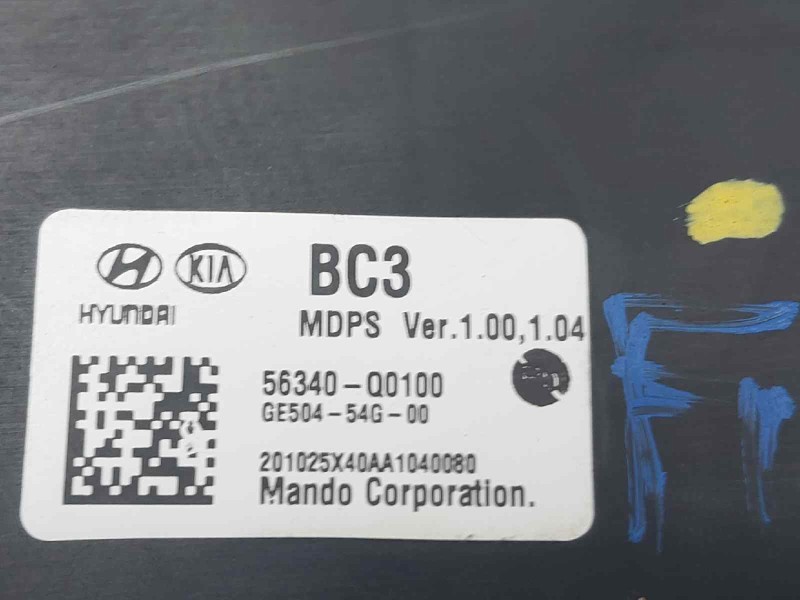 KIA
BC3
HYUNDAI
MDPS Ver.1.00,1.04
56340-Q0100
GE504-54G-00
201025X40AA1040080
Mando Corporation.